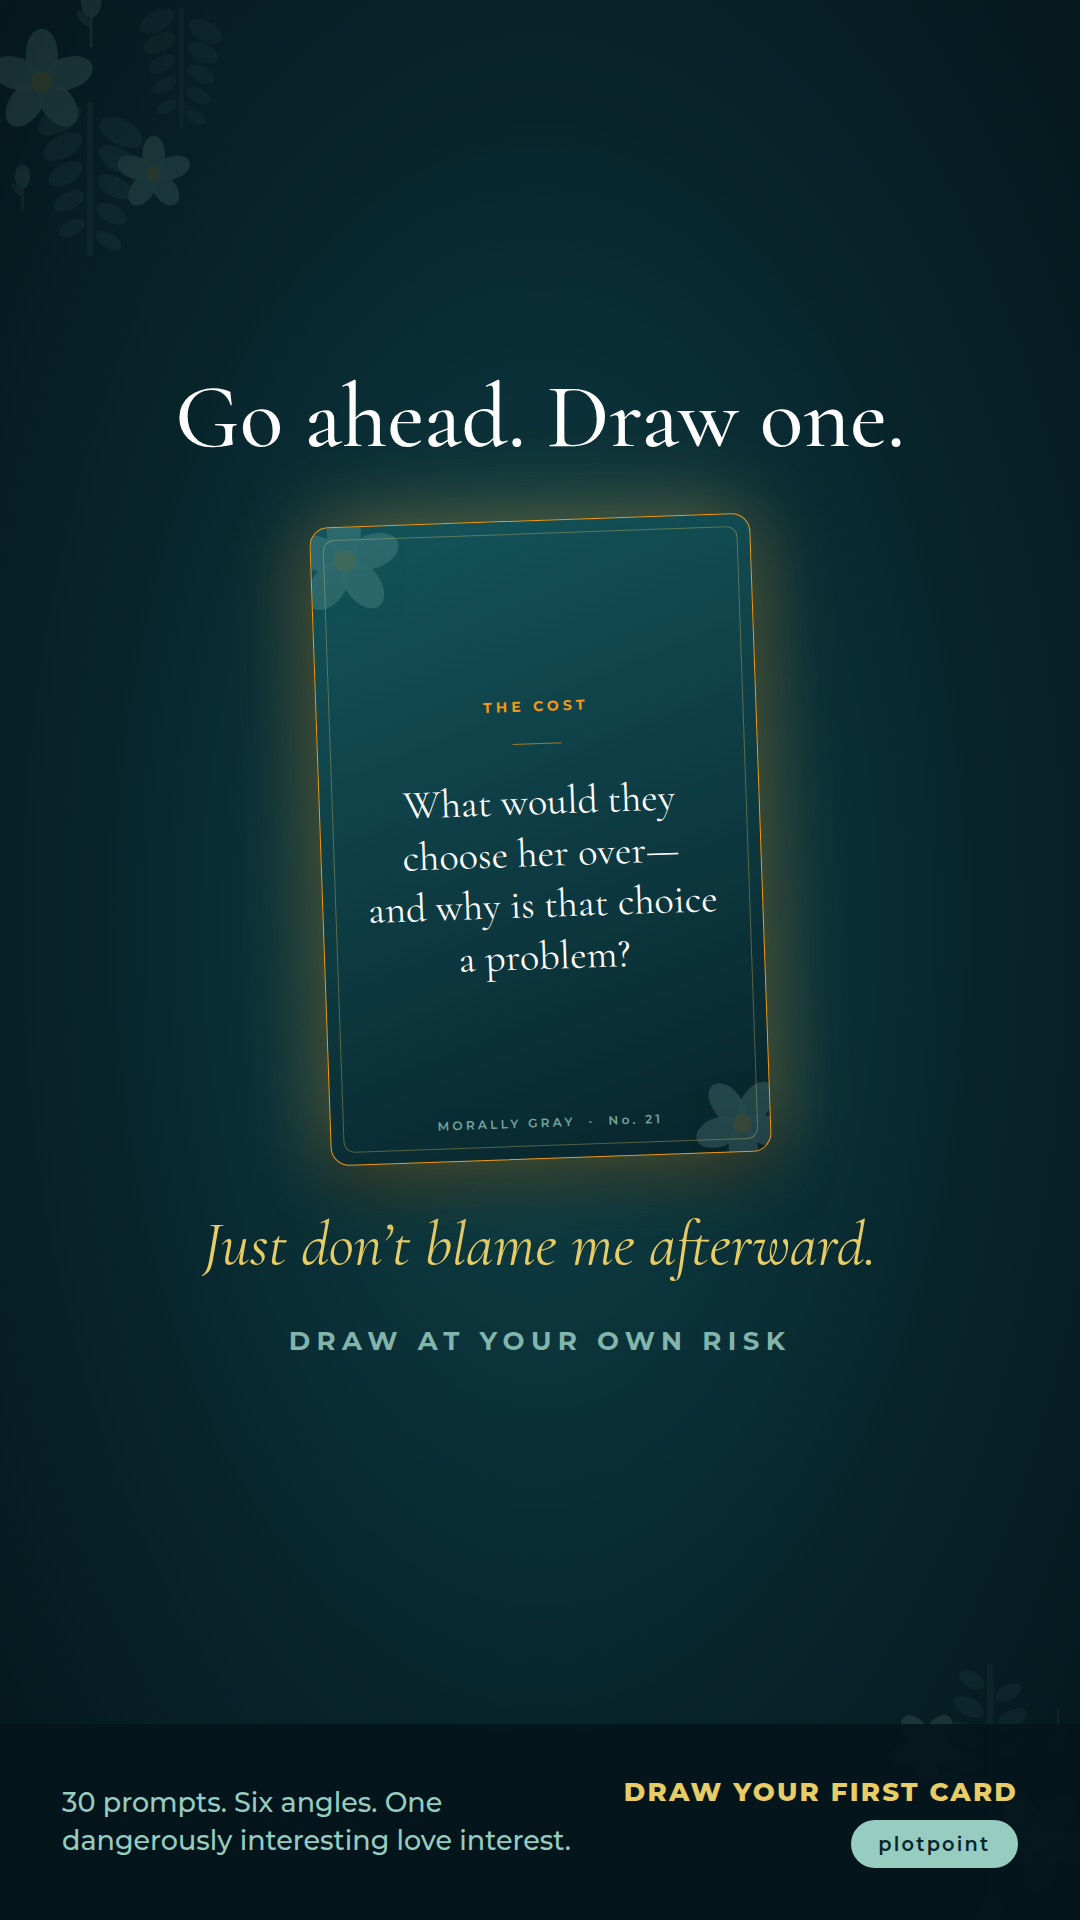 Go ahead. Draw one.
THE COST
What would they
choose her over—
and why is that choice
a problem?
MORALLY GRAY · No. 21
Just don’t blame me afterward.
DRAW AT YOUR OWN RISK
30 prompts. Six angles. One
dangerously interesting love interest.
DRAW YOUR FIRST CARD
plotpoint